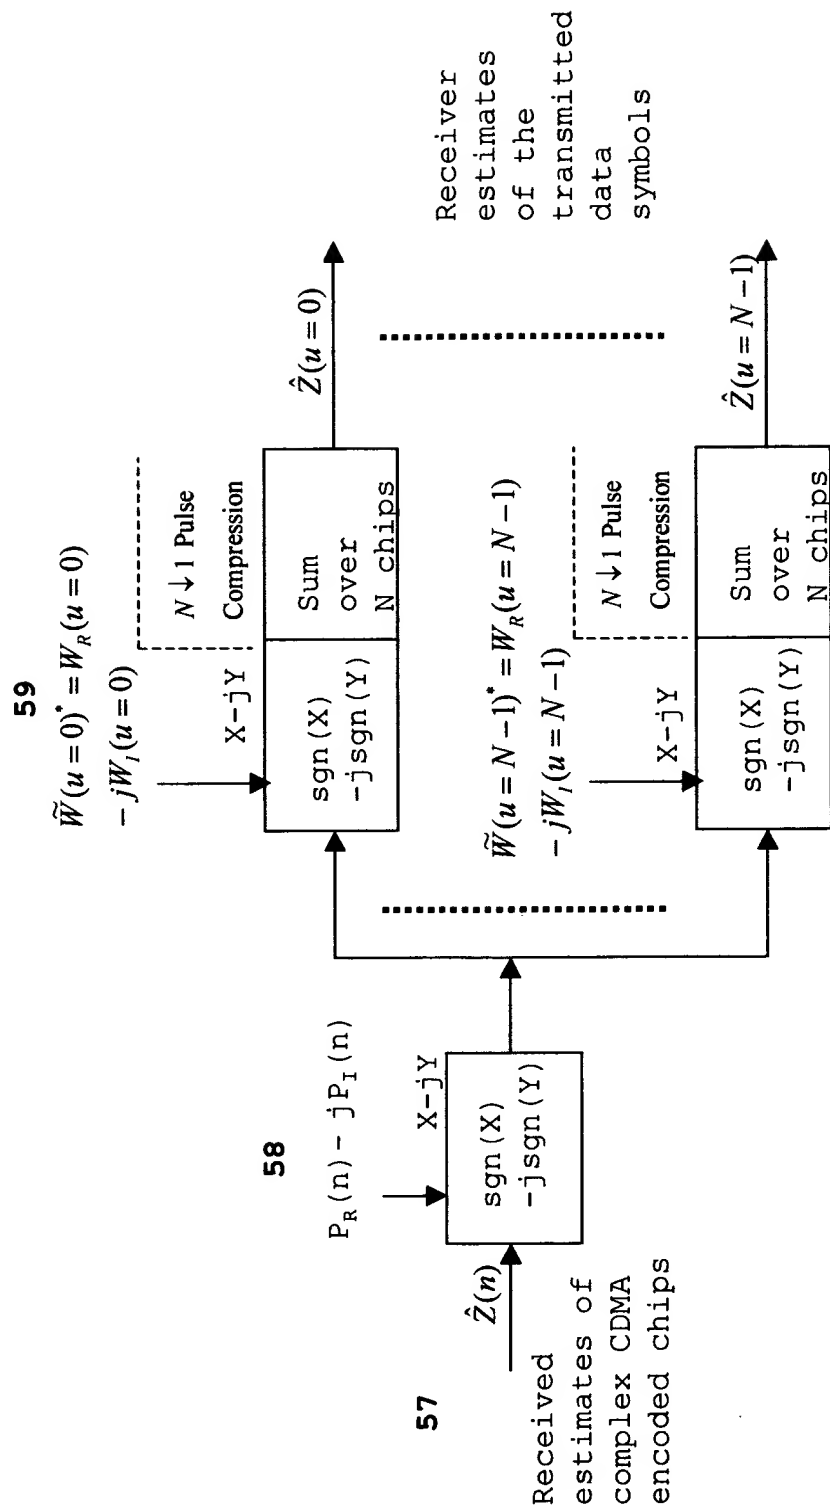 57
Received
estimates of
complex CDMA
encoded chips
Ẑ(n)
58
P_R(n) - jP_I(n)
X-jY
sgn(X)
-jsgn(Y)
59
W̃(u=0)* = W_R(u=0)
- jW_I(u=0)
X-jY
sgn(X)
-jsgn(Y)
N ↓ 1 Pulse
Compression
Sum
over
N chips
Ẑ(u=0)
W̃(u=N-1)* = W_R(u=N-1)
- jW_I(u=N-1)
X-jY
sgn(X)
-jsgn(Y)
N ↓ 1 Pulse
Compression
Sum
over
N chips
Ẑ(u=N-1)
Receiver
estimates
of the
transmitted
data
symbols